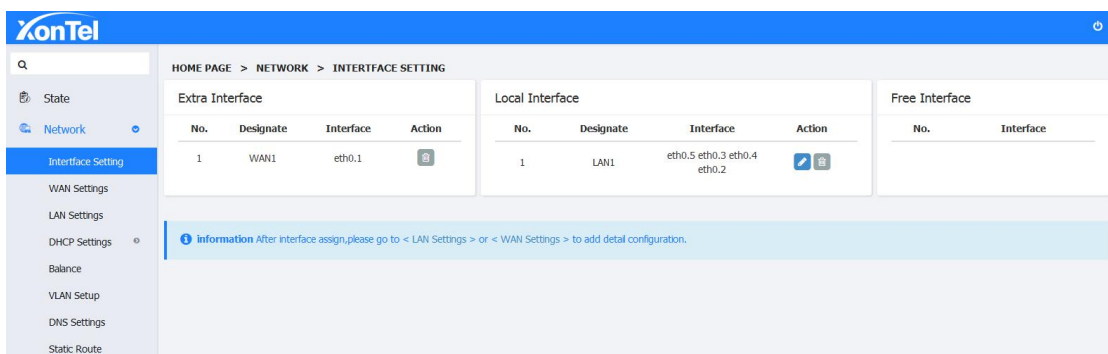 XonTel
HOME PAGE > NETWORK > INTERTFACE SETTING
State
Network
Intertface Setting
WAN Settings
LAN Settings
DHCP Settings
Balance
VLAN Setup
DNS Settings
Static Route
Extra Interface
No. Designate Interface Action
1 WAN1 eth0.1
Local Interface
No. Designate Interface Action
1 LAN1 eth0.5 eth0.3 eth0.4
eth0.2
Free Interface
No. Interface
information After interface assign,please go to < LAN Settings > or < WAN Settings > to add detail configuration.